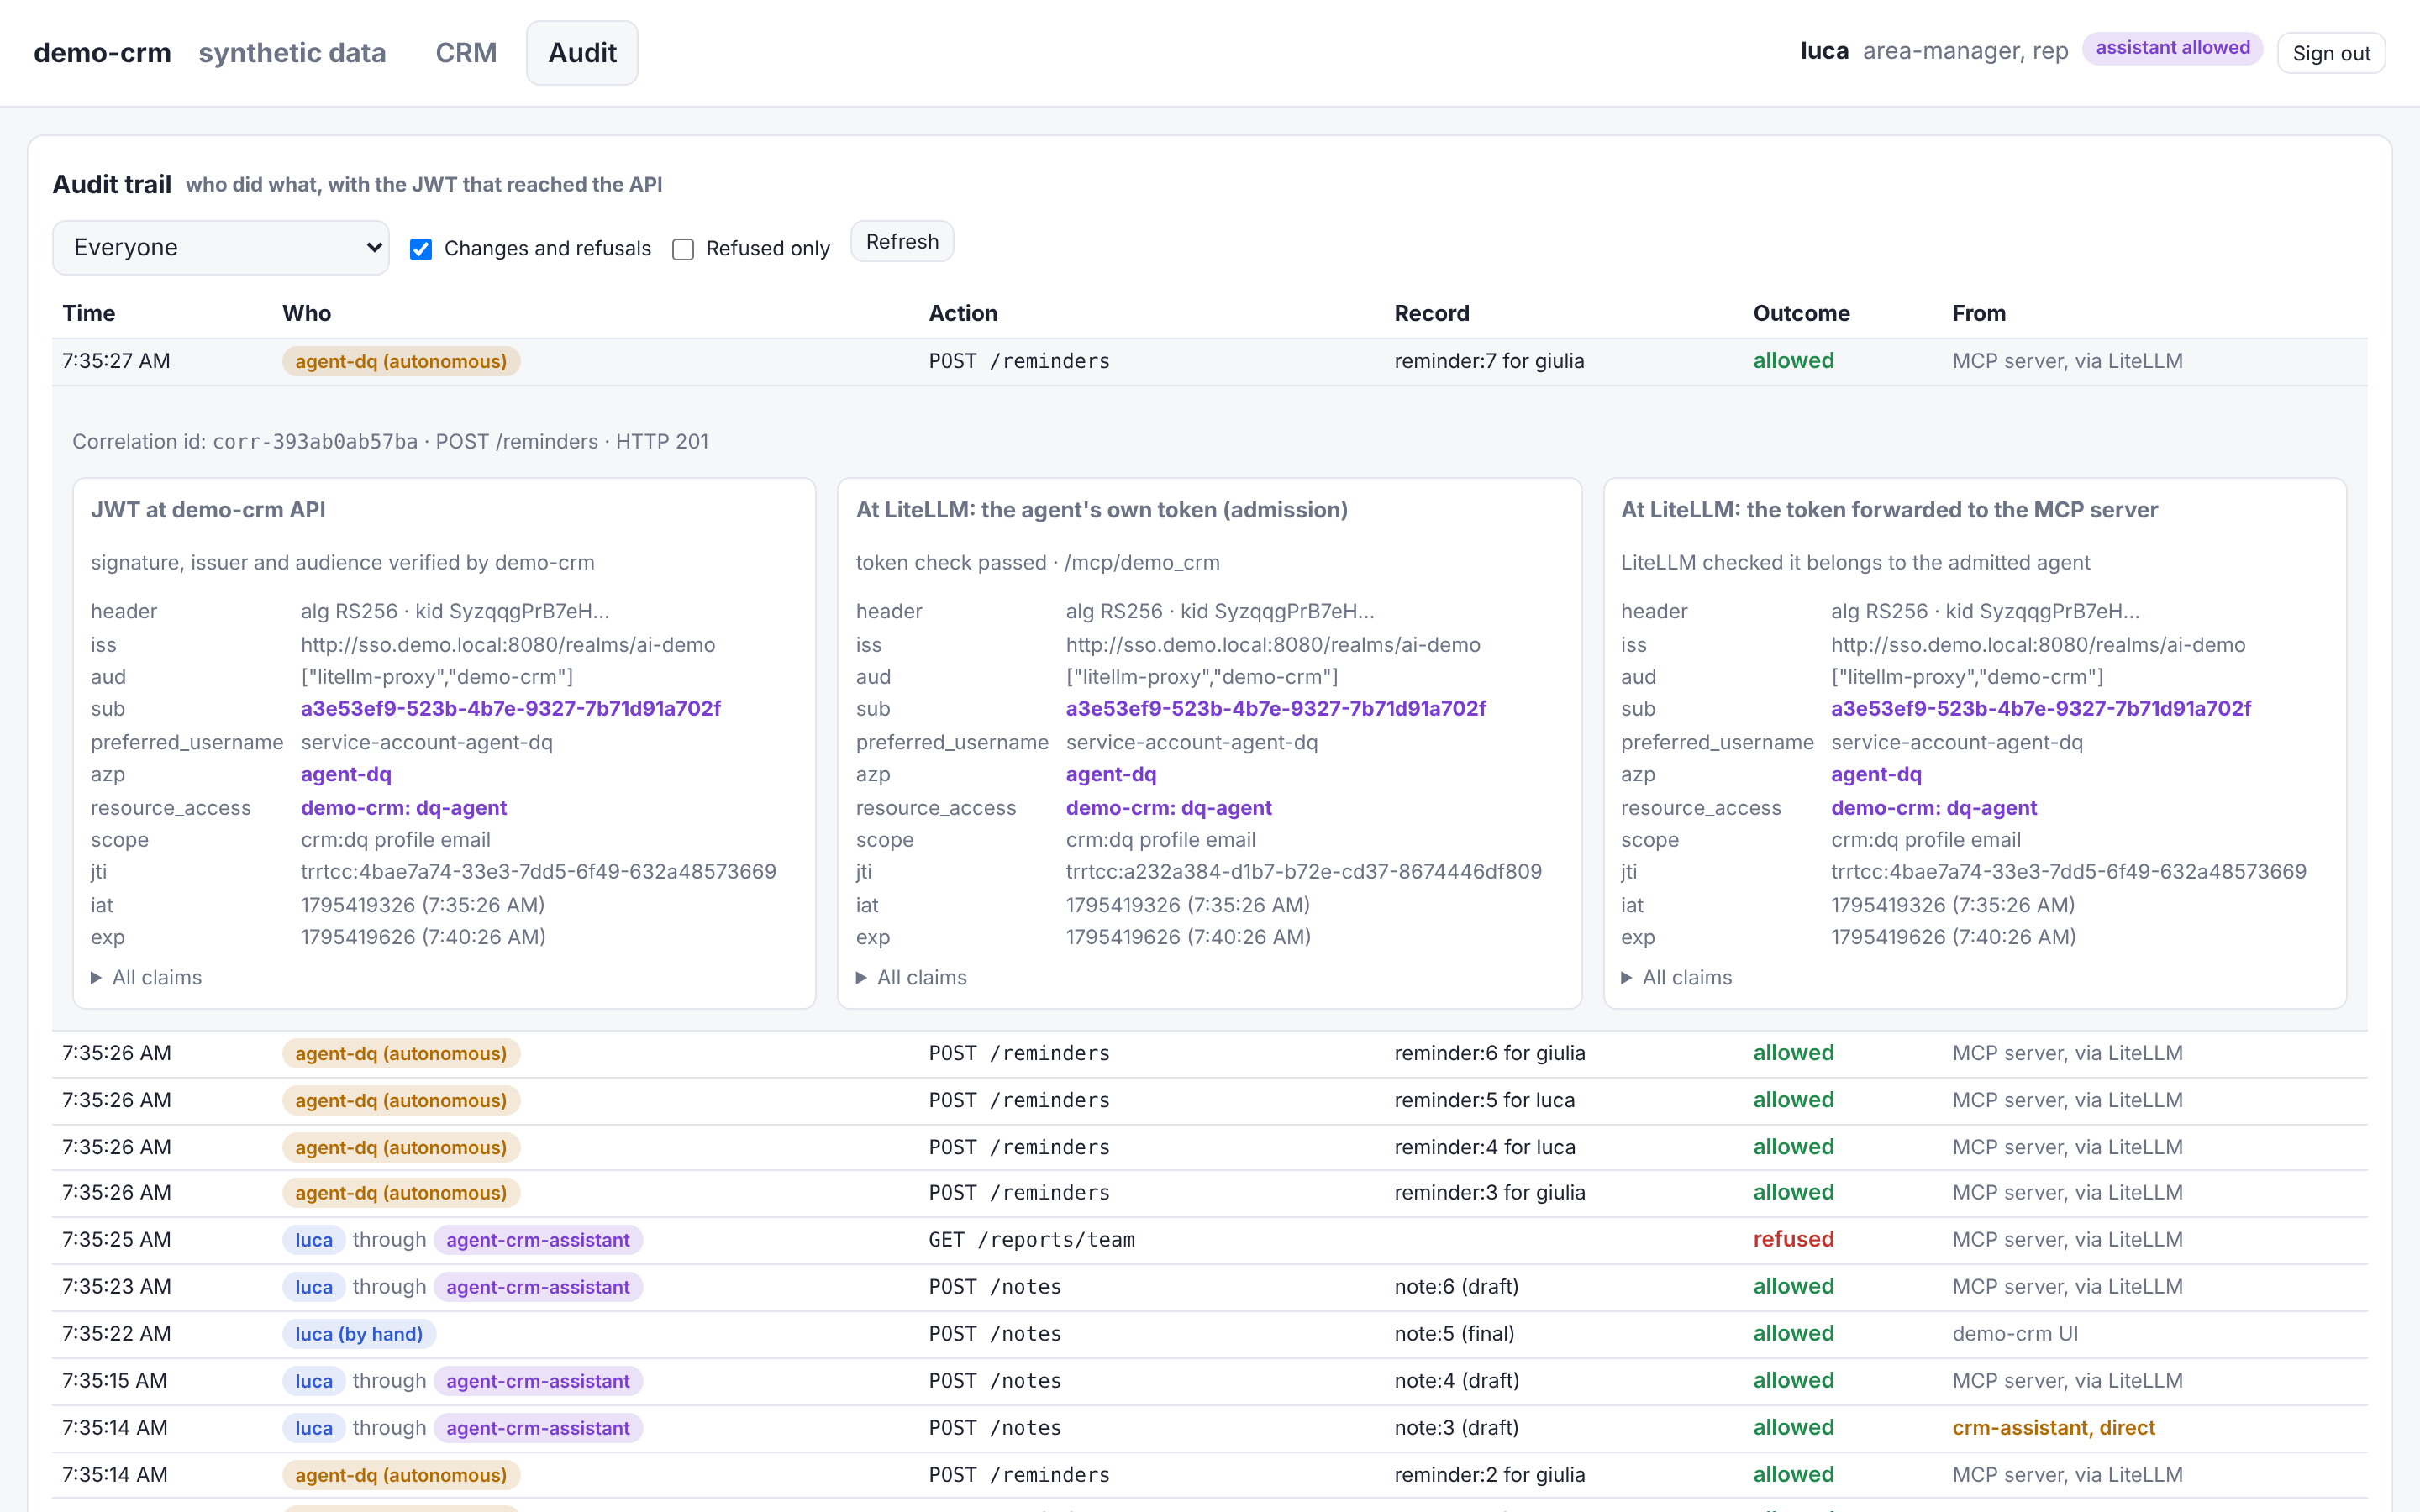 demo-crm synthetic data CRM Audit luca area-manager, rep assistant allowed Sign out
Audit trail who did what, with the JWT that reached the API
Everyone Changes and refusals Refused only Refresh
Time Who Action Record Outcome From
7:35:27 AM agent-dq (autonomous) POST /reminders reminder:7 for giulia allowed MCP server, via LiteLLM
Correlation id: corr-393ab0ab57ba · POST /reminders · HTTP 201
JWT at demo-crm API
signature, issuer and audience verified by demo-crm
header alg RS256 · kid SyzqqgPrB7eH…
iss http://sso.demo.local:8080/realms/ai-demo
aud ["litellm-proxy","demo-crm"]
sub a3e53ef9-523b-4b7e-9327-7b71d91a702f
preferred_username service-account-agent-dq
azp agent-dq
resource_access demo-crm: dq-agent
scope crm:dq profile email
jti trrtcc:4bae7a74-33e3-7dd5-6f49-632a48573669
iat 1795419326 (7:35:26 AM)
exp 1795419626 (7:40:26 AM)
All claims
At LiteLLM: the agent's own token (admission)
token check passed · /mcp/demo_crm
header alg RS256 · kid SyzqqgPrB7eH…
iss http://sso.demo.local:8080/realms/ai-demo
aud ["litellm-proxy","demo-crm"]
sub a3e53ef9-523b-4b7e-9327-7b71d91a702f
preferred_username service-account-agent-dq
azp agent-dq
resource_access demo-crm: dq-agent
scope crm:dq profile email
jti trrtcc:a232a384-d1b7-b72e-cd37-8674446df809
iat 1795419326 (7:35:26 AM)
exp 1795419626 (7:40:26 AM)
All claims
At LiteLLM: the token forwarded to the MCP server
LiteLLM checked it belongs to the admitted agent
header alg RS256 · kid SyzqqgPrB7eH…
iss http://sso.demo.local:8080/realms/ai-demo
aud ["litellm-proxy","demo-crm"]
sub a3e53ef9-523b-4b7e-9327-7b71d91a702f
preferred_username service-account-agent-dq
azp agent-dq
resource_access demo-crm: dq-agent
scope crm:dq profile email
jti trrtcc:4bae7a74-33e3-7dd5-6f49-632a48573669
iat 1795419326 (7:35:26 AM)
exp 1795419626 (7:40:26 AM)
All claims
7:35:26 AM agent-dq (autonomous) POST /reminders reminder:6 for giulia allowed MCP server, via LiteLLM
7:35:26 AM agent-dq (autonomous) POST /reminders reminder:5 for luca allowed MCP server, via LiteLLM
7:35:26 AM agent-dq (autonomous) POST /reminders reminder:4 for luca allowed MCP server, via LiteLLM
7:35:26 AM agent-dq (autonomous) POST /reminders reminder:3 for giulia allowed MCP server, via LiteLLM
7:35:25 AM luca through agent-crm-assistant GET /reports/team refused MCP server, via LiteLLM
7:35:23 AM luca through agent-crm-assistant POST /notes note:6 (draft) allowed MCP server, via LiteLLM
7:35:22 AM luca (by hand) POST /notes note:5 (final) allowed demo-crm UI
7:35:15 AM luca through agent-crm-assistant POST /notes note:4 (draft) allowed MCP server, via LiteLLM
7:35:14 AM luca through agent-crm-assistant POST /notes note:3 (draft) allowed crm-assistant, direct
7:35:14 AM agent-dq (autonomous) POST /reminders reminder:2 for giulia allowed MCP server, via LiteLLM